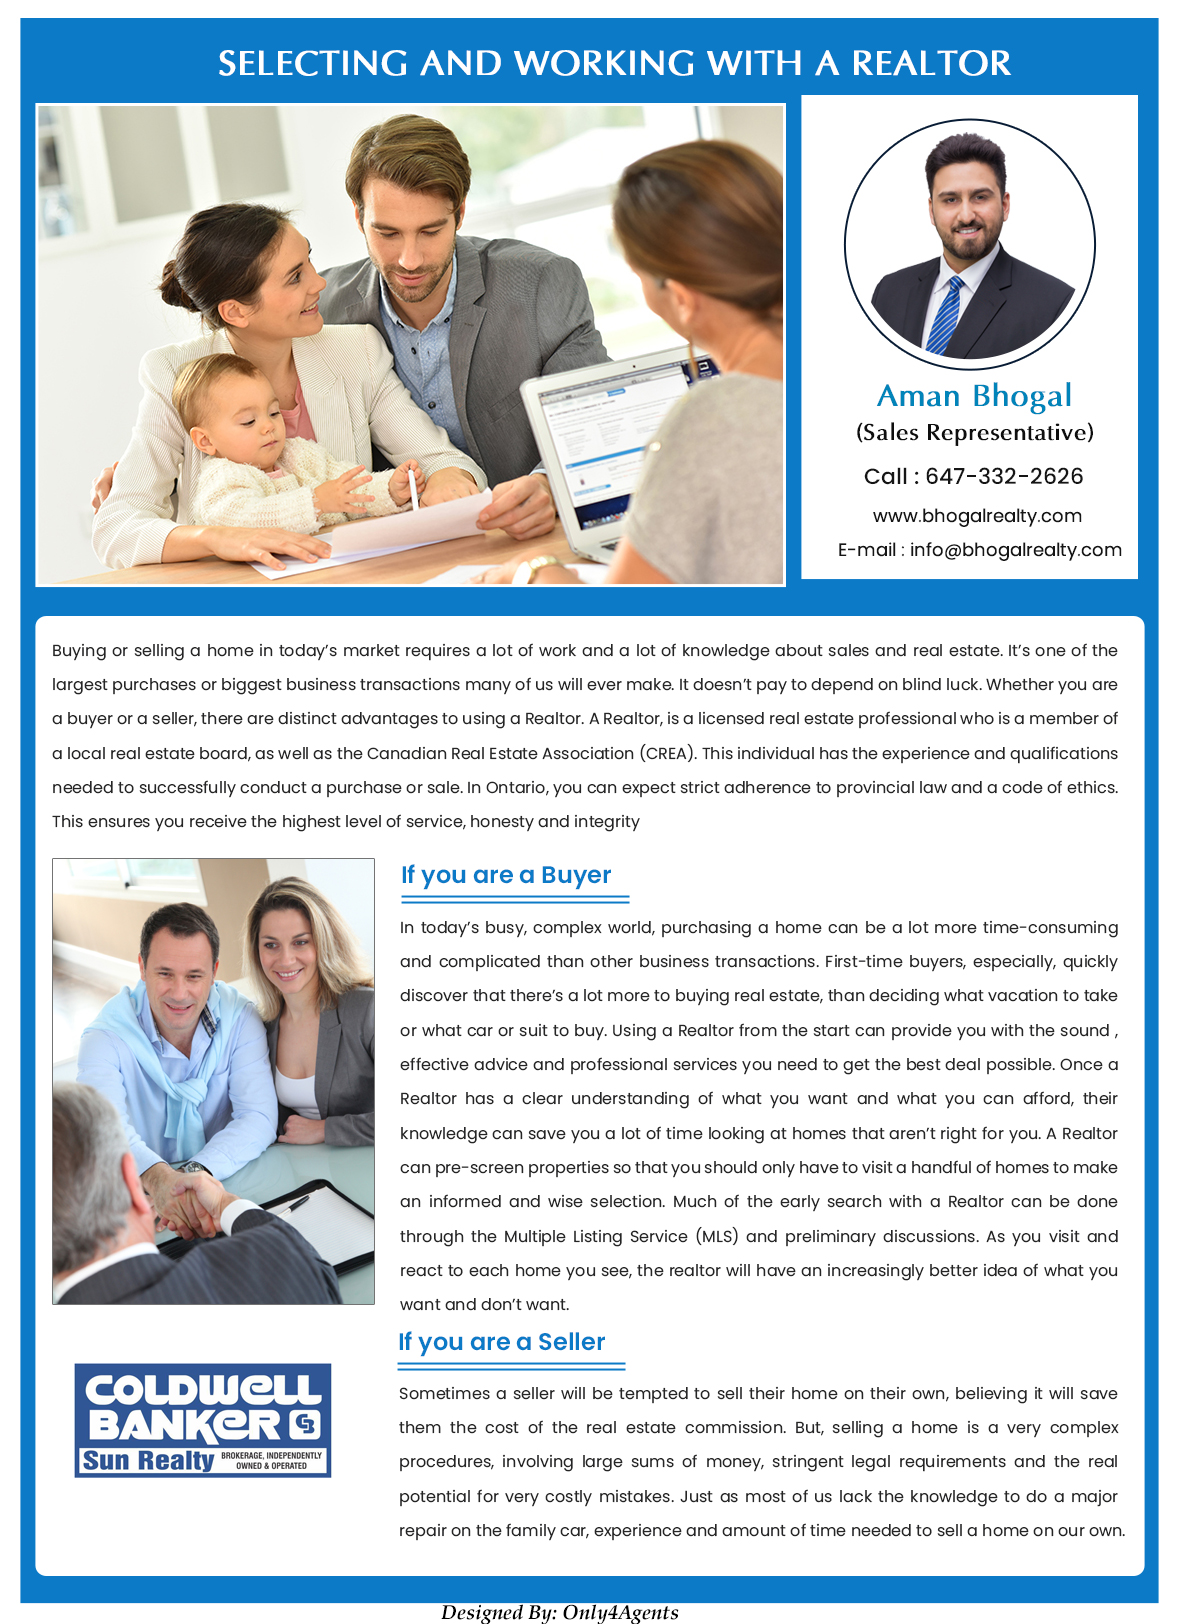 SELECTING AND WORKING WITH A REALTOR
Aman Bhogal
(Sales Representative)
Call : 647-332-2626
www.bhogalrealty.com
E-mail : info@bhogalrealty.com
Buying or selling a home in today’s market requires a lot of work and a lot of knowledge about sales and real estate. It’s one of the
largest purchases or biggest business transactions many of us will ever make. It doesn’t pay to depend on blind luck. Whether you are
a buyer or a seller, there are distinct advantages to using a Realtor. A Realtor, is a licensed real estate professional who is a member of
a local real estate board, as well as the Canadian Real Estate Association (CREA). This individual has the experience and qualifications
needed to successfully conduct a purchase or sale. In Ontario, you can expect strict adherence to provincial law and a code of ethics.
This ensures you receive the highest level of service, honesty and integrity
If you are a Buyer
In today’s busy, complex world, purchasing a home can be a lot more time-consuming
and complicated than other business transactions. First-time buyers, especially, quickly
discover that there’s a lot more to buying real estate, than deciding what vacation to take
or what car or suit to buy. Using a Realtor from the start can provide you with the sound ,
effective advice and professional services you need to get the best deal possible. Once a
Realtor has a clear understanding of what you want and what you can afford, their
knowledge can save you a lot of time looking at homes that aren’t right for you. A Realtor
can pre-screen properties so that you should only have to visit a handful of homes to make
an informed and wise selection. Much of the early search with a Realtor can be done
through the Multiple Listing Service (MLS) and preliminary discussions. As you visit and
react to each home you see, the realtor will have an increasingly better idea of what you
want and don’t want.
If you are a Seller
Sometimes a seller will be tempted to sell their home on their own, believing it will save
them the cost of the real estate commission. But, selling a home is a very complex
procedures, involving large sums of money, stringent legal requirements and the real
potential for very costly mistakes. Just as most of us lack the knowledge to do a major
repair on the family car, experience and amount of time needed to sell a home on our own.
COLDWELL
BANKER CB
Sun Realty
BROKERAGE, INDEPENDENTLY
OWNED & OPERATED
Designed By: Only4Agents